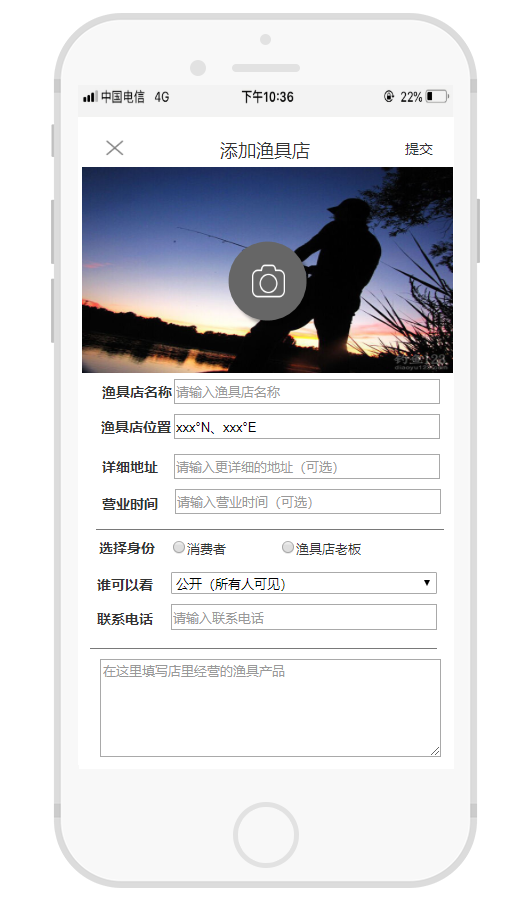 中国电信 4G 下午10:36 22%
添加渔具店 提交
渔具店名称 请输入渔具店名称
渔具店位置 xxx°N、xxx°E
详细地址 请输入更详细的地址（可选）
营业时间 请输入营业时间（可选）
选择身份 消费者 渔具店老板
谁可以看 公开（所有人可见）
联系电话 请输入联系电话
在这里填写店里经营的渔具产品